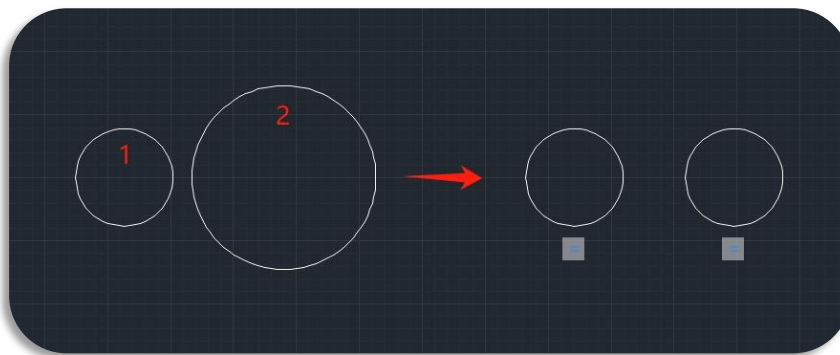 1
2
=
=